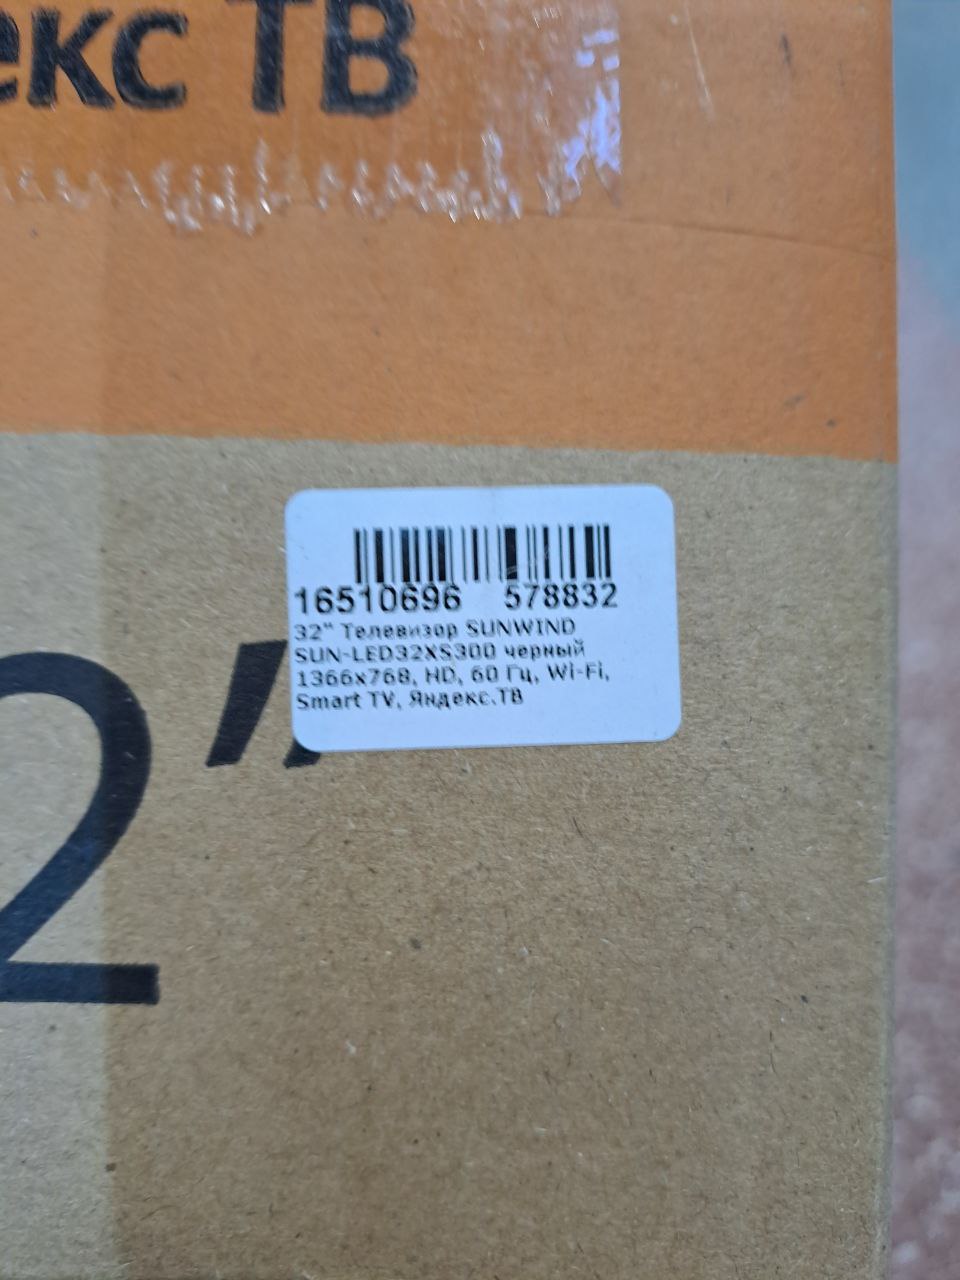 екс ТВ
16510696 578832
32" Телевизор SUNWIND
SUN-LED32XS300 черный
1366x768, HD, 60 Гц, Wi-Fi,
Smart TV, Яндекс.ТВ
2"